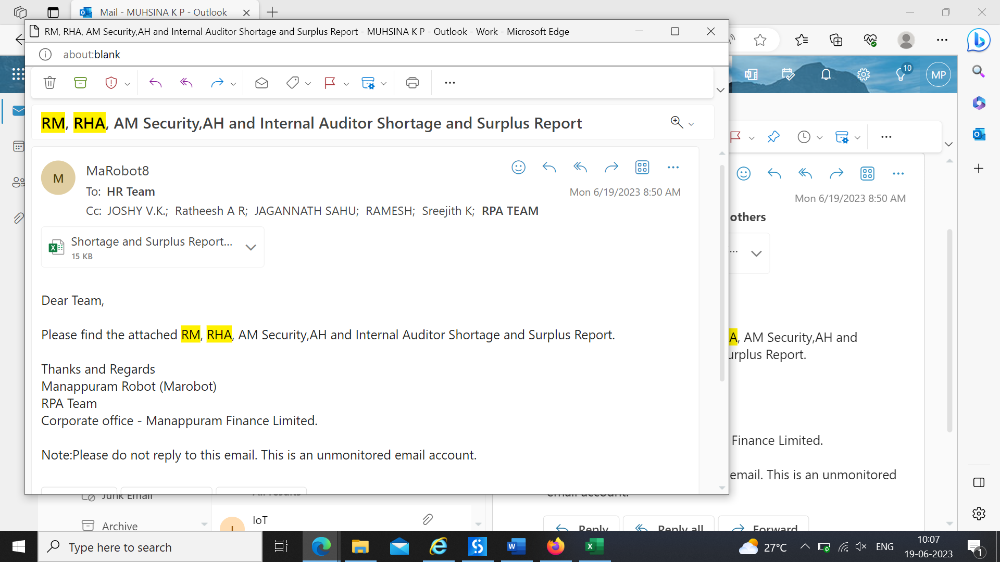 Mail - MUHSINA K P - Outlook
RM, RHA, AM Security,AH and Internal Auditor Shortage and Surplus Report - MUHSINA K P - Outlook - Work - Microsoft Edge
about:blank
10
MP
RM, RHA, AM Security,AH and Internal Auditor Shortage and Surplus Report
M
MaRobot8
To: HR Team
Mon 6/19/2023 8:50 AM
Cc: JOSHY V.K.; Ratheesh A R; JAGANNATH SAHU; RAMESH; Sreejith K; RPA TEAM
Shortage and Surplus Report...
15 KB
Dear Team,
Please find the attached RM, RHA, AM Security,AH and Internal Auditor Shortage and Surplus Report.
Thanks and Regards
Manappuram Robot (Marobot)
RPA Team
Corporate office - Manappuram Finance Limited.
Note:Please do not reply to this email. This is an unmonitored email account.
Mon 6/19/2023 8:50 AM
others
...
A, AM Security,AH and
urplus Report.
Finance Limited.
email. This is an unmonitored
email account.
Reply
Reply all
Forward
Junk Email
Archive
All results
I
IoT
Type here to search
27°C
ENG
10:07
19-06-2023
1